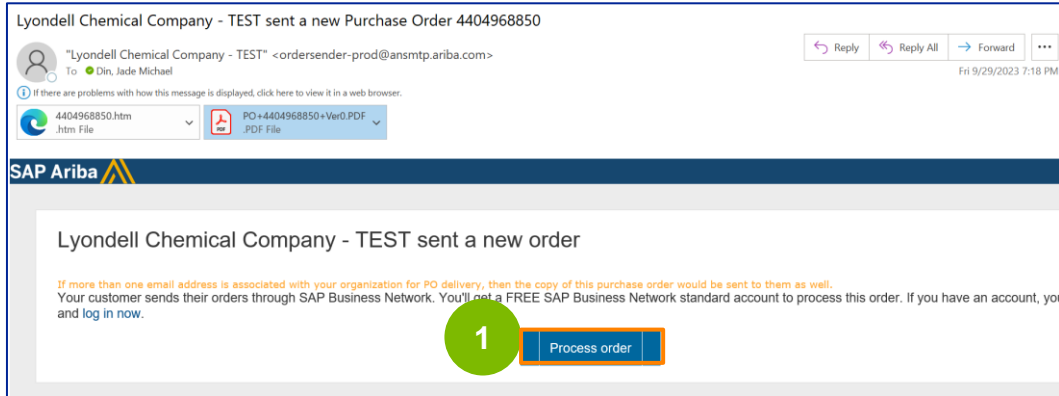 Lyondell Chemical Company - TEST sent a new Purchase Order 4404968850
"Lyondell Chemical Company - TEST" <ordersender-prod@ansmtp.ariba.com>
Reply
Reply All
Forward
To Din, Jade Michael
Fri 9/29/2023 7:18 PM
If there are problems with how this message is displayed, click here to view it in a web browser.
4404968850.htm
.htm File
PDF
PO+4404968850+Ver0.PDF
.PDF File
SAP Ariba
Lyondell Chemical Company - TEST sent a new order
If more than one email address is associated with your organization for PO delivery, then the copy of this purchase order would be sent to them as well.
Your customer sends their orders through SAP Business Network. You'll get a FREE SAP Business Network standard account to process this order. If you have an account, you
and log in now.
1
Process order